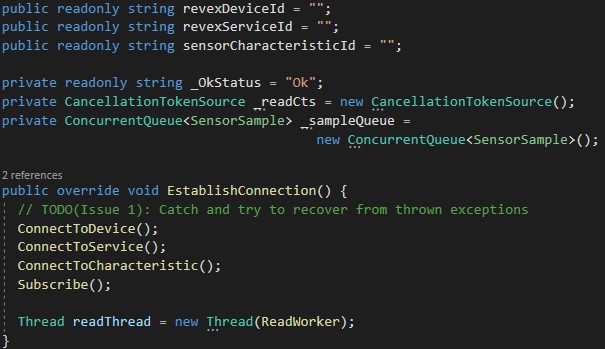 public readonly string revexDeviceId = "";
public readonly string revexServiceId = "";
public readonly string sensorCharacteristicId = "";
private readonly string _OkStatus = "Ok";
private CancellationTokenSource _readCts = new CancellationTokenSource();
private ConcurrentQueue<SensorSample> _sampleQueue =
new ConcurrentQueue<SensorSample>();
2 references
public override void EstablishConnection() {
// TODO(Issue 1): Catch and try to recover from thrown exceptions
ConnectToDevice();
ConnectToService();
ConnectToCharacteristic();
Subscribe();
Thread readThread = new Thread(ReadWorker);
}